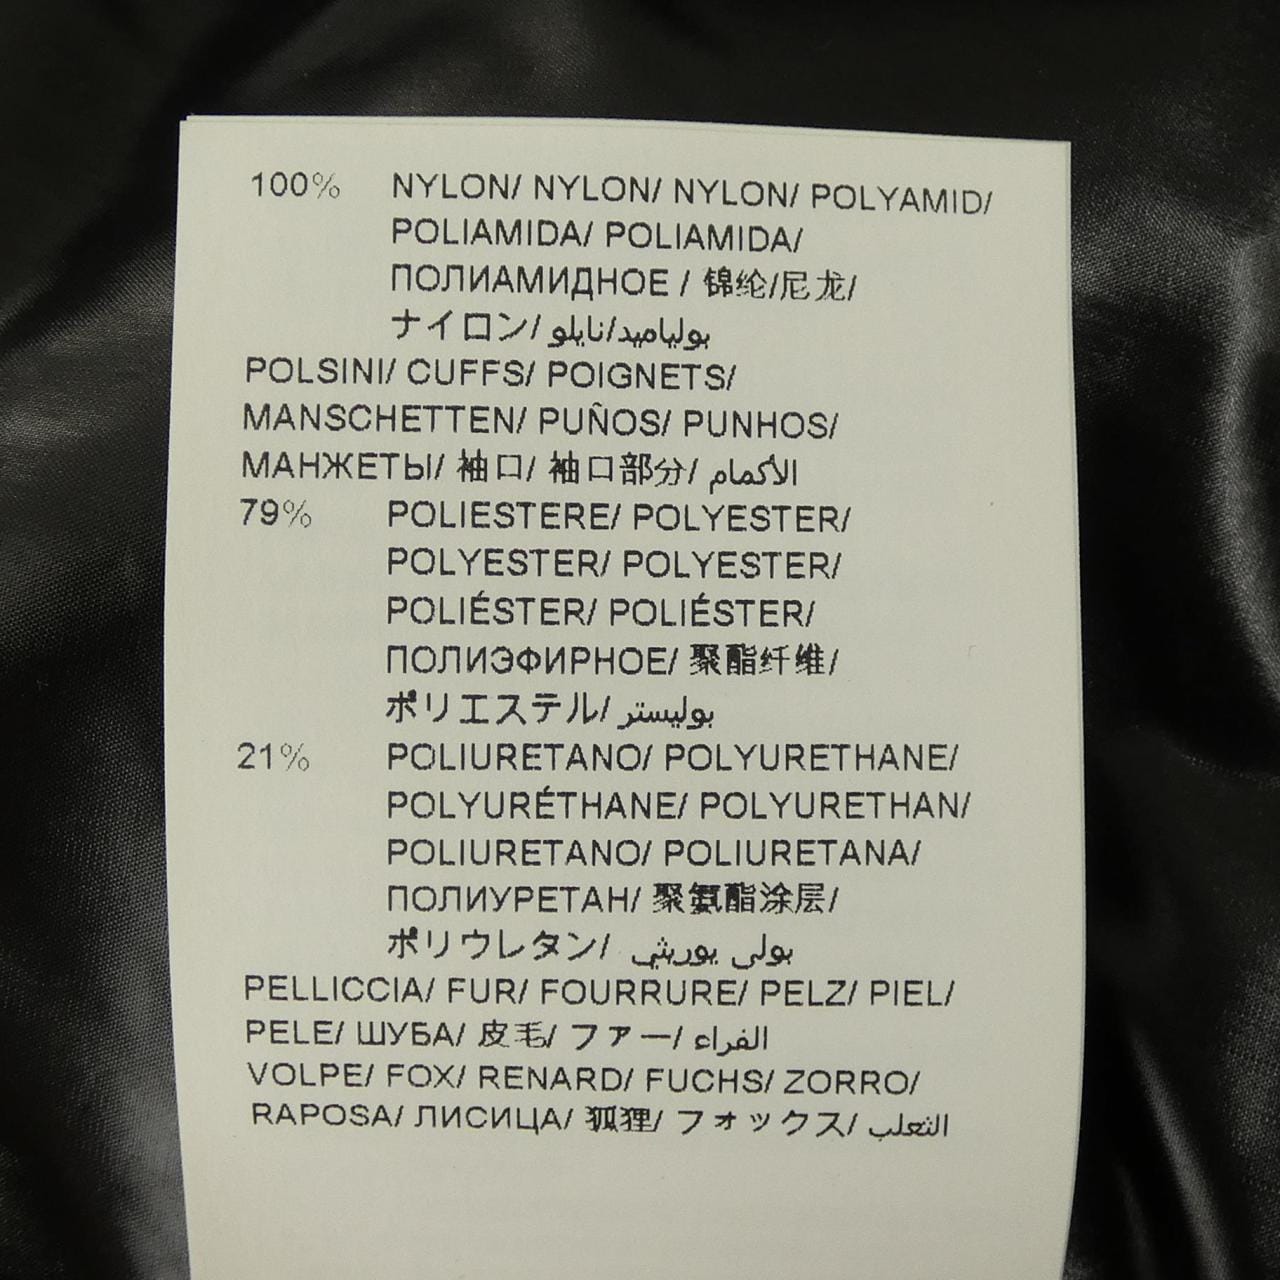 100% NYLON/ NYLON/ NYLON/ POLYAMID/
POLIAMIDA/ POLIAMIDA/
ПОЛИАМИДНОЕ / 锦纶/尼龙/
ナイロン/ بولياميد/نايلو
POLSINI/ CUFFS/ POIGNETS/
MANSCHETTEN/ PUÑOS/ PUNHOS/
МАНЖЕТЫ/ 袖口/ 袖口部分/ الأكمام
79% POLIESTERE/ POLYESTER/
POLYESTER/ POLYESTER/
POLIÉSTER/ POLIÉSTER/
ПОЛИЭФИРНОЕ/ 聚酯纤维/
ポリエステル/ بوليستر
21% POLIURETANO/ POLYURETHANE/
POLYURÉTHANE/ POLYURETHAN/
POLIURETANO/ POLIURETANA/
ПОЛИУРЕТАН/ 聚氨酯涂层/
ポリウレタン/ بولي يوريثي
PELLICCIA/ FUR/ FOURRURE/ PELZ/ PIEL/
PELE/ ШУБА/ 皮毛/ ファー/ الفراء
VOLPE/ FOX/ RENARD/ FUCHS/ ZORRO/
RAPOSA/ ЛИСИЦА/ 狐狸/ フォックス/ الثعلب